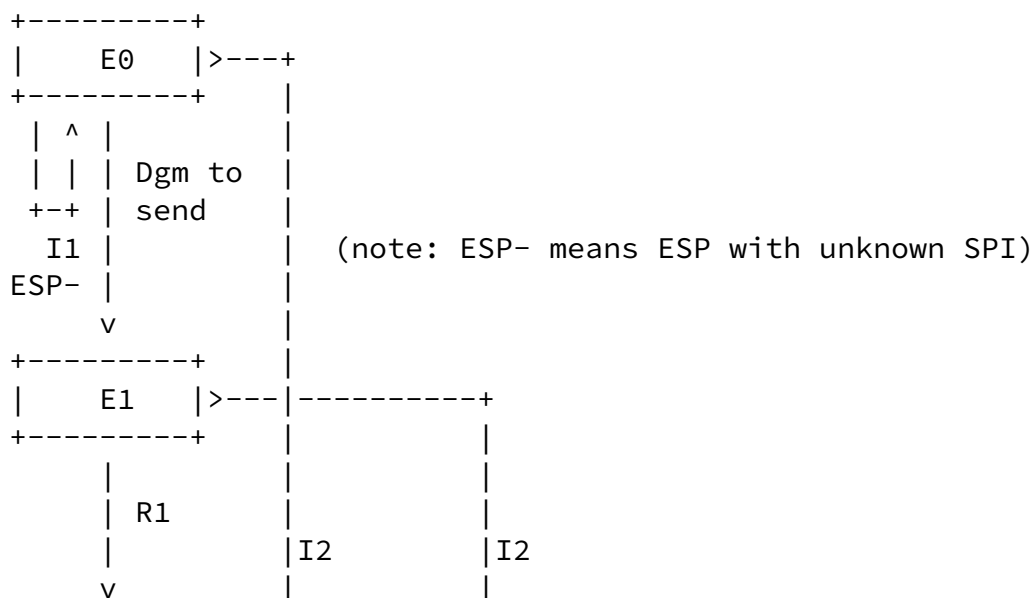 +---------+
|    E0   |>---+
+---------+    |
 | ^ |         |
 | | | Dgm to  |
 +-+ | send    |
  I1 |         |  (note: ESP- means ESP with unknown SPI)
ESP- |         |
     v         |
+---------+    |
|    E1   |>---|----------+
+---------+    |          |
     |         |          |
     | R1      |          |
     |         |I2        |I2
     v         |          |